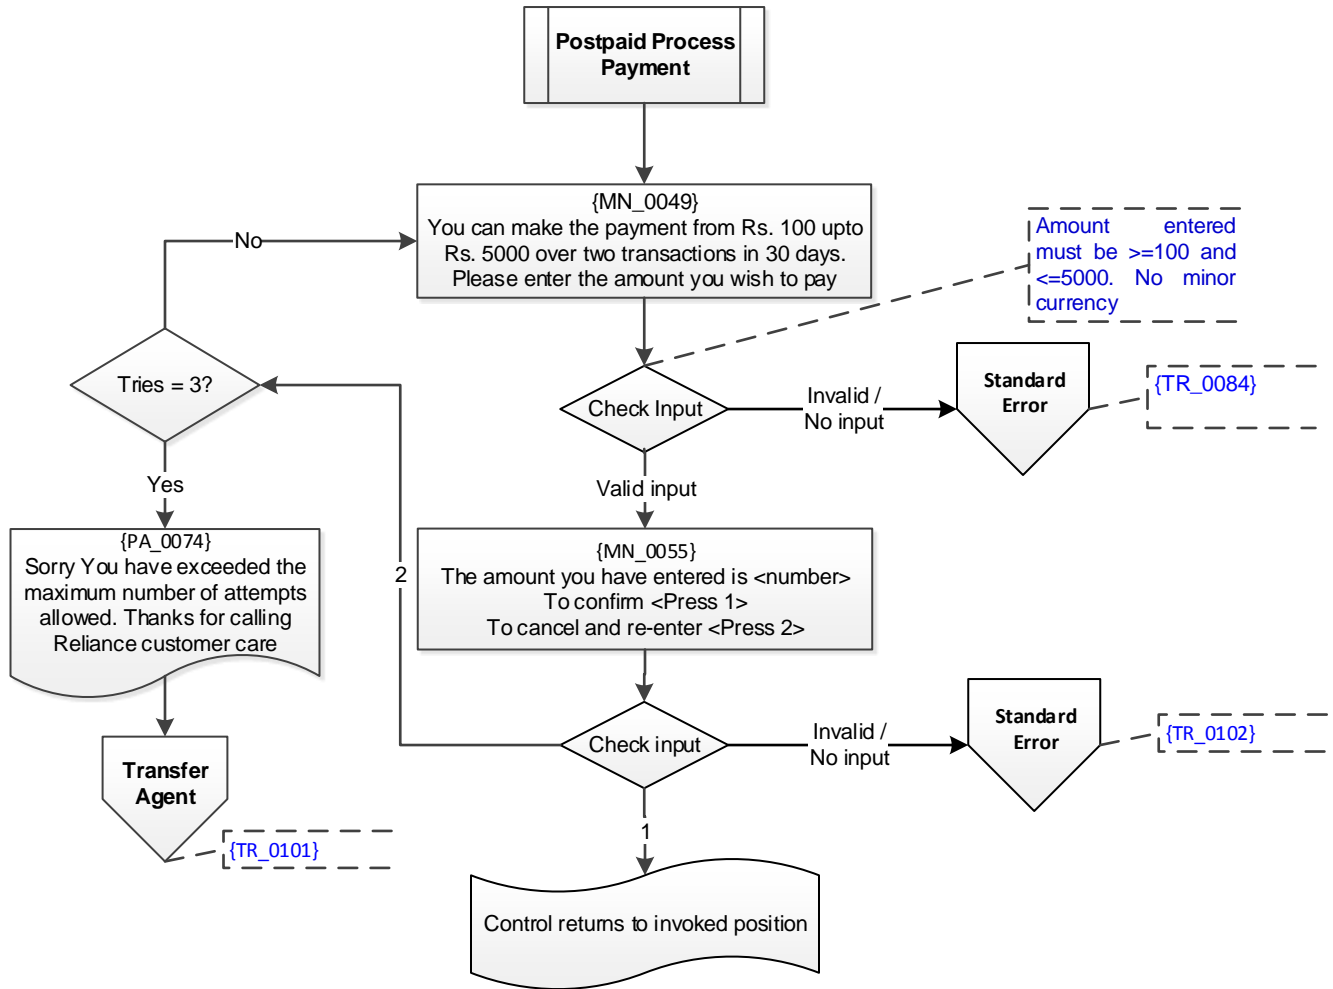 Postpaid Process
Payment
{MN_0049}
You can make the payment from Rs. 100 upto
Rs. 5000 over two transactions in 30 days.
Please enter the amount you wish to pay
Amount entered
must be >=100 and
<=5000. No minor
currency
No
Tries = 3?
Check Input
Invalid /
No input
Standard
Error
{TR_0084}
Yes
Valid input
{PA_0074}
Sorry You have exceeded the
maximum number of attempts
allowed. Thanks for calling
Reliance customer care
2
{MN_0055}
The amount you have entered is <number>
To confirm <Press 1>
To cancel and re-enter <Press 2>
Check input
Invalid /
No input
Standard
Error
{TR_0102}
Transfer
Agent
{TR_0101}
1
Control returns to invoked position